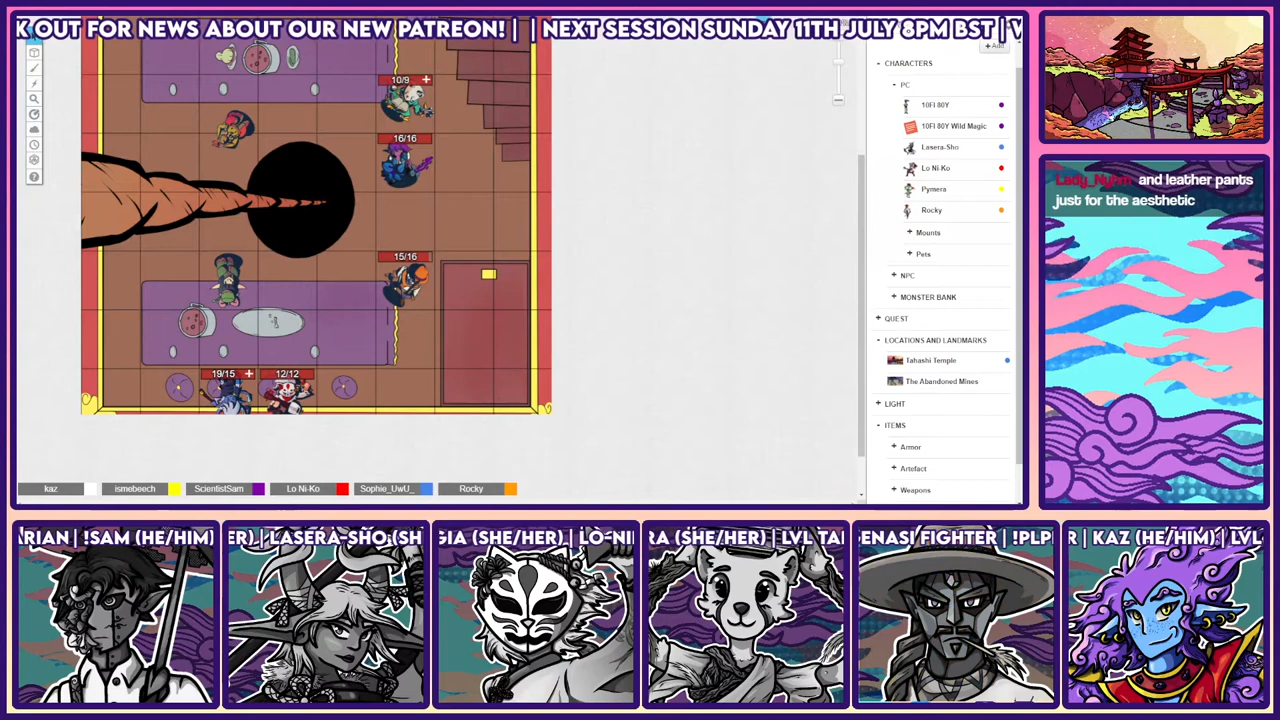 K OUT FOR NEWS ABOUT OUR NEW PATREON! | | NEXT SESSION SUNDAY 11TH JULY 8PM BST | V
+ Add
CHARACTERS
PC
10FI 80Y
10FI 80Y Wild Magic
Lasera-Sho
Lo Ni-Ko
Pymera
Rocky
Mounts
Pets
NPC
MONSTER BANK
QUEST
LOCATIONS AND LANDMARKS
Tahashi Temple
The Abandoned Mines
LIGHT
ITEMS
Armor
Artefact
Weapons
10/9
16/16
15/16
19/15
12/12
kaz
ismebeech
ScientistSam
Lo Ni-Ko
Sophie_UwU_
Rocky
and leather pants
just for the aesthetic
ARIAN | !SAM (HE/HIM)
ER) | LASERA-SHO (SH
GIA (SHE/HER) | LO-NI
RA (SHE/HER) | LVL TA
GENASI FIGHTER | !PLP
R | KAZ (HE/HIM) | LVL